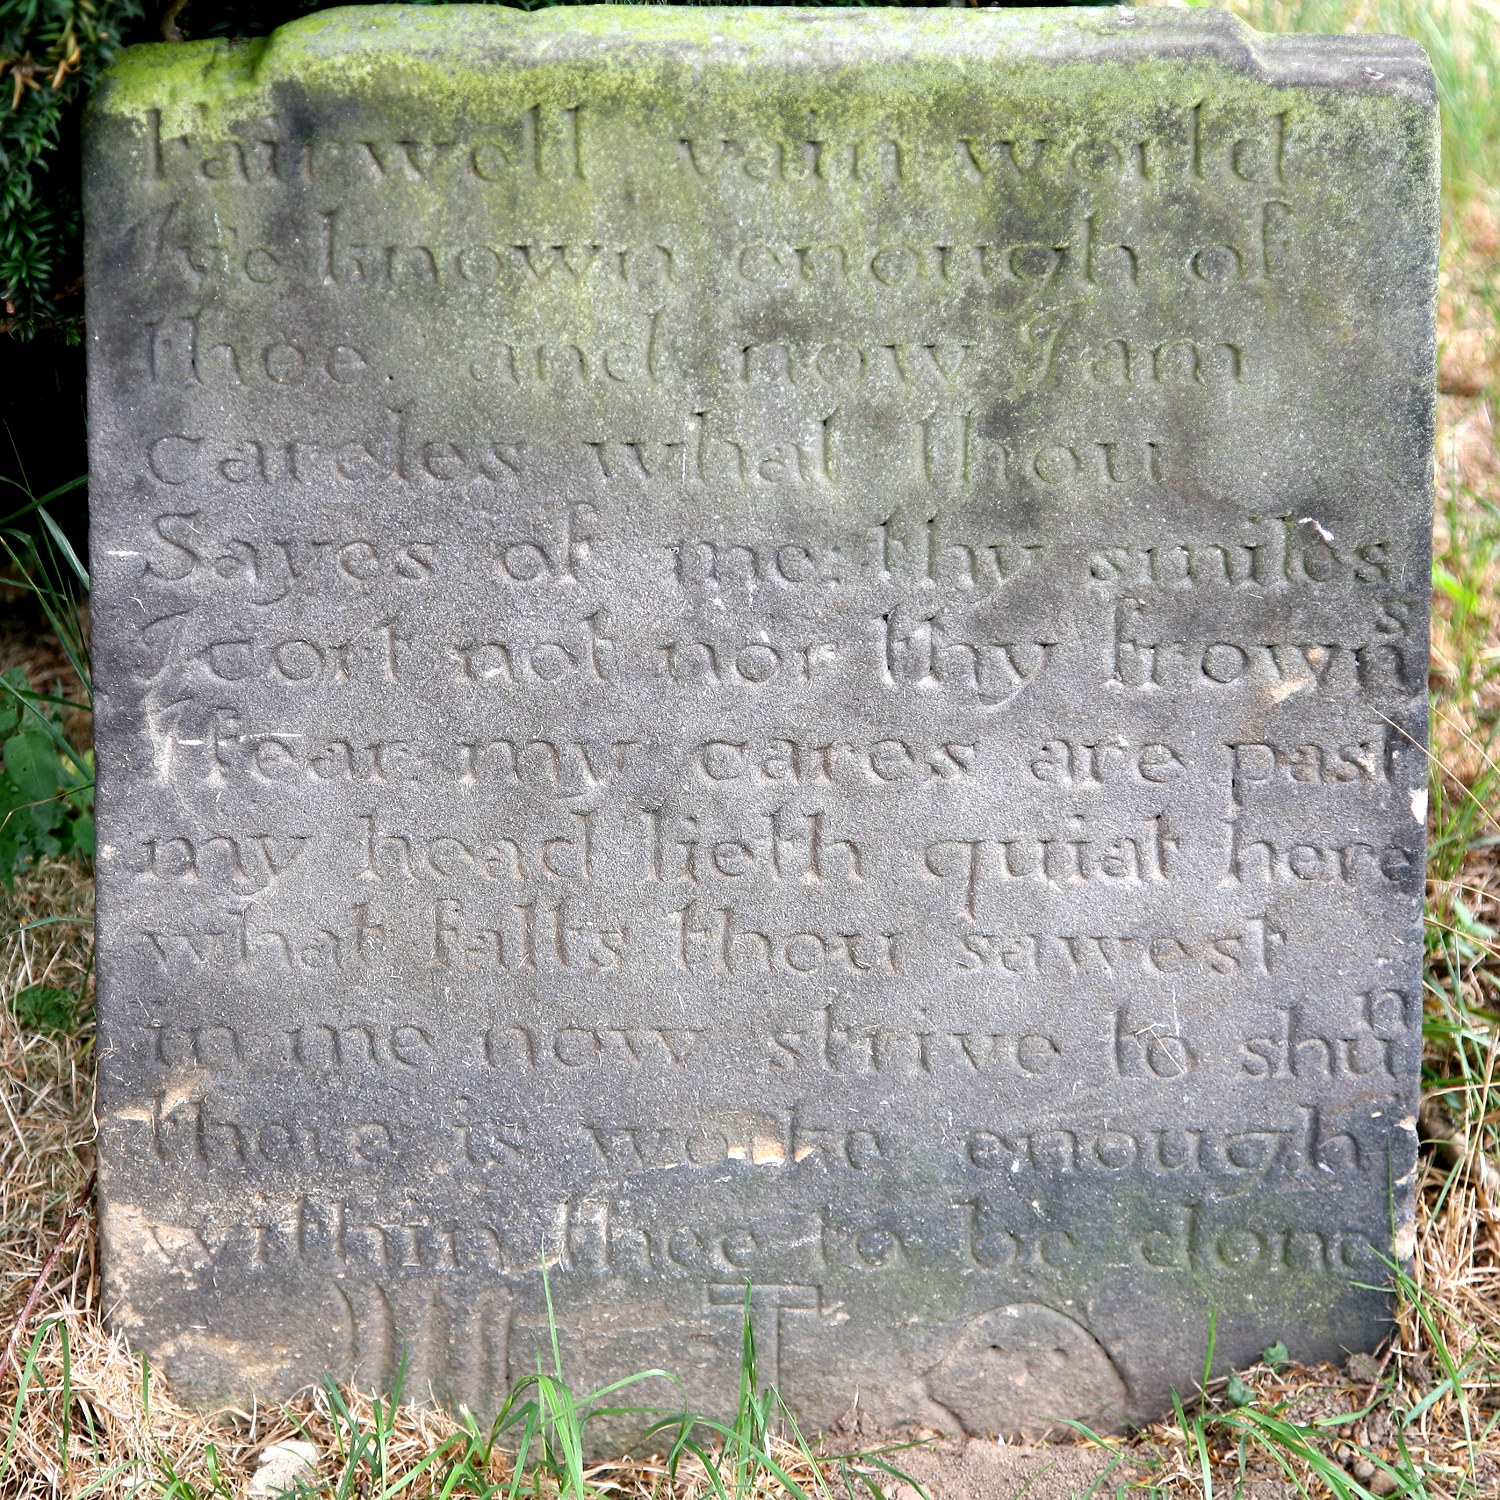 Fairwell vain world
I've known enough of
thee. and now I am
Careles what thou
Sayes of me: thy smiles
I cort not nor thy frowns
I fear. my cares are past
my head lieth quiat here
what falts thou sawest
in me now strive to shun
there is worke enough
within thee to be done